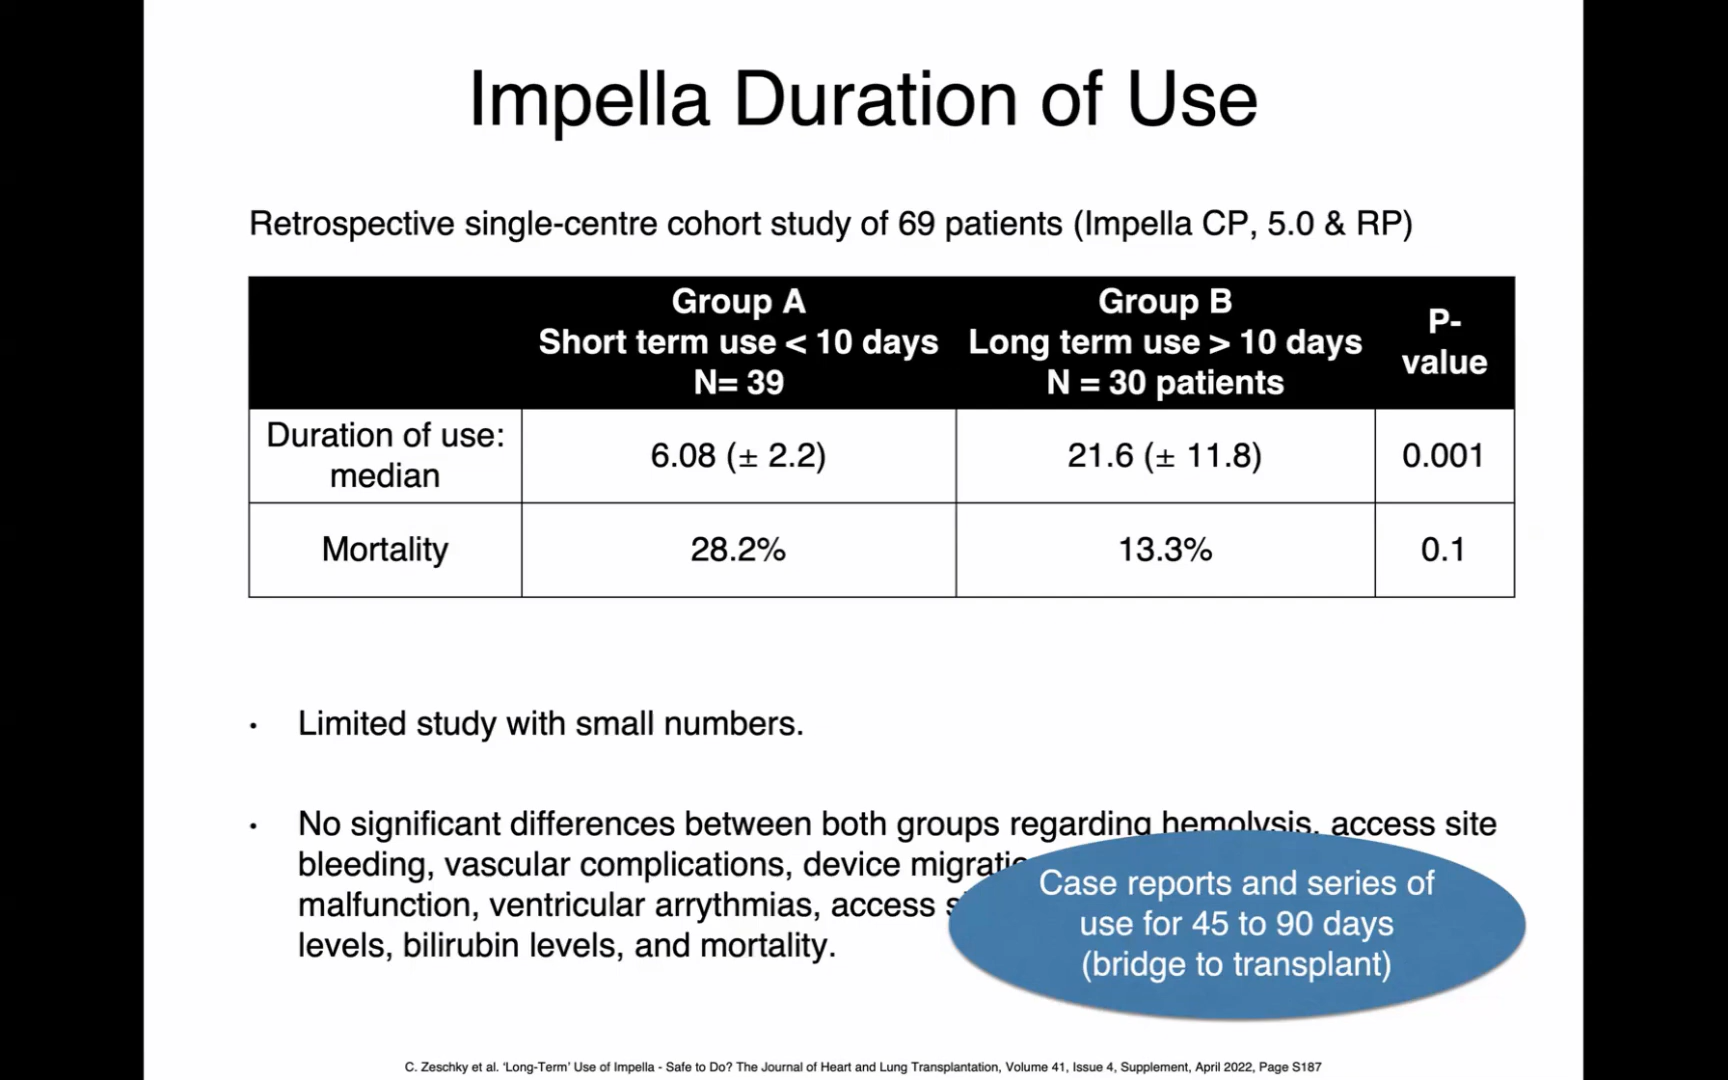 Impella Duration of Use
Retrospective single-centre cohort study of 69 patients (Impella CP, 5.0 & RP)
Group A
Short term use < 10 days
N= 39
Group B
Long term use > 10 days
N = 30 patients
P-
value
Duration of use:
median
6.08 (± 2.2)
21.6 (± 11.8)
0.001
Mortality
28.2%
13.3%
0.1
• Limited study with small numbers.
• No significant differences between both groups regarding hemolysis, access site
bleeding, vascular complications, device
malfunction, ventricular arrythmias, access
levels, bilirubin levels, and mortality.
Case reports and series of
use for 45 to 90 days
(bridge to transplant)
C. Zeschky et al. 'Long-Term' Use of Impella - Safe to Do? The Journal of Heart and Lung Transplantation, Volume 41, Issue 4, Supplement, April 2022, Page S187